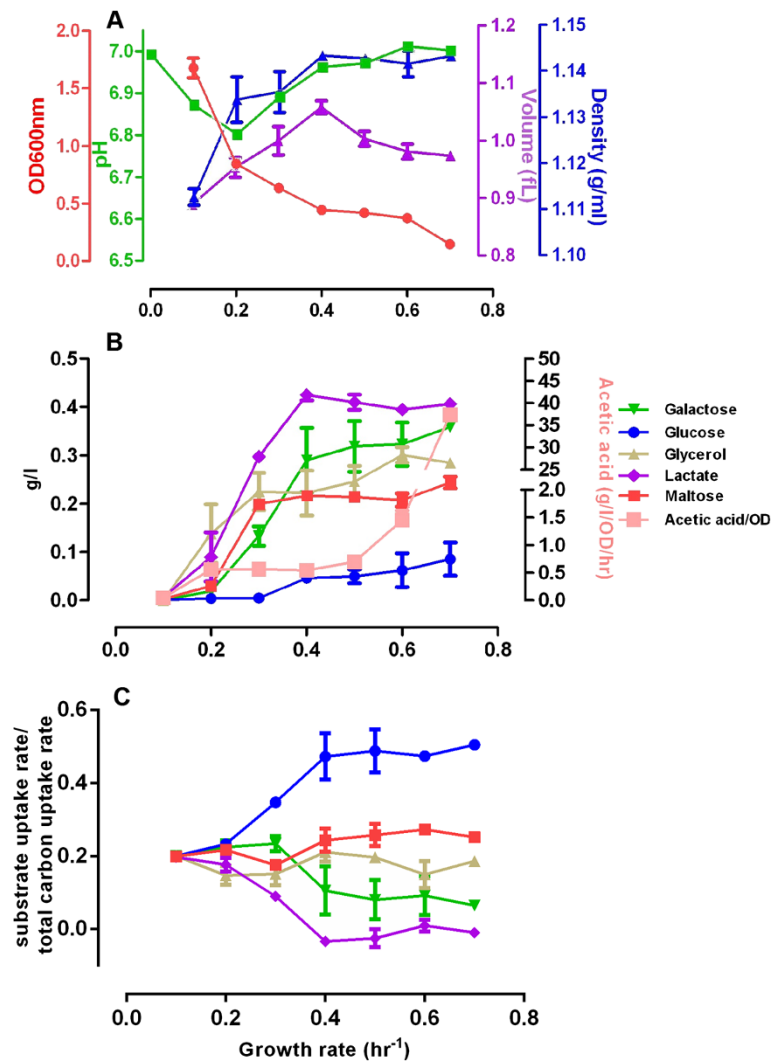 A
OD600nm
2.0
1.5
1.0
0.5
0.0
pH
7.0
6.9
6.8
6.7
6.6
6.5
1.2
1.1
1.0
0.9
0.8
Volume (fL)
1.15
1.14
1.13
1.12
1.11
1.10
Density (g/ml)
0.0 0.2 0.4 0.6 0.8
B
g/l
0.5
0.4
0.3
0.2
0.1
0.0
50
45
40
35
30
25
2.0
1.5
1.0
0.5
0.0
Acetic acid (g/l/OD/hr)
0.0 0.2 0.4 0.6 0.8
Galactose
Glucose
Glycerol
Lactate
Maltose
Acetic acid/OD
C
substrate uptake rate/
total carbon uptake rate
0.6
0.4
0.2
0.0
0.0 0.2 0.4 0.6 0.8
Growth rate (hr⁻¹)